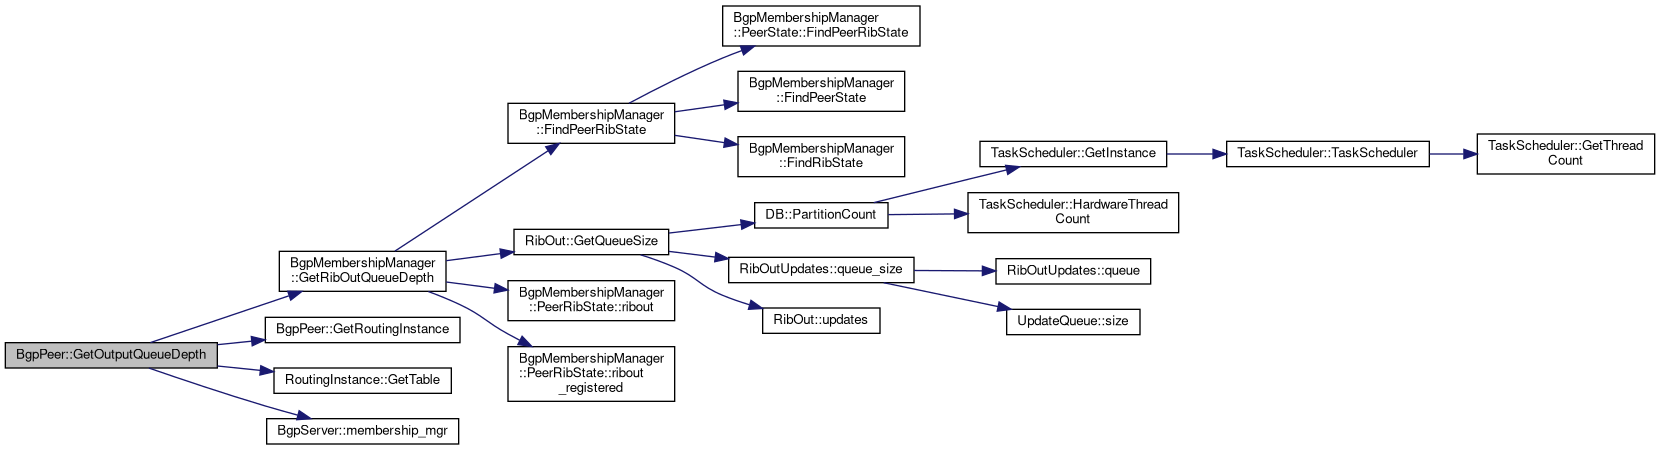 BgpMembershipManager
::PeerState::FindPeerRibState
BgpMembershipManager
::FindPeerState
BgpMembershipManager
::FindPeerRibState
BgpMembershipManager
::FindRibState
TaskScheduler::GetInstance
TaskScheduler::TaskScheduler
TaskScheduler::GetThread
Count
DB::PartitionCount
TaskScheduler::HardwareThread
Count
RibOut::GetQueueSize
BgpMembershipManager
::GetRibOutQueueDepth
RibOutUpdates::queue_size
RibOutUpdates::queue
BgpMembershipManager
::PeerRibState::ribout
RibOut::updates
UpdateQueue::size
BgpPeer::GetRoutingInstance
BgpPeer::GetOutputQueueDepth
BgpMembershipManager
::PeerRibState::ribout
_registered
RoutingInstance::GetTable
BgpServer::membership_mgr